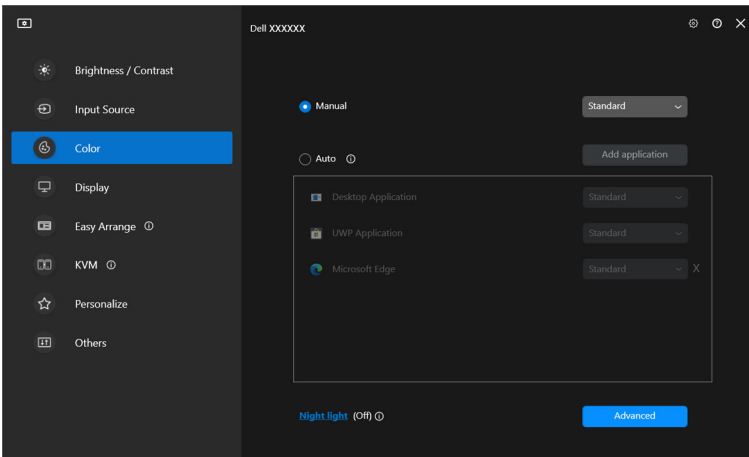 Dell XXXXXX
Brightness / Contrast
Input Source
Color
Display
Easy Arrange
KVM
Personalize
Others
Manual
Standard
Auto
Add application
Desktop Application
Standard
UWP Application
Standard
Microsoft Edge
Standard
X
Night light (Off)
Advanced